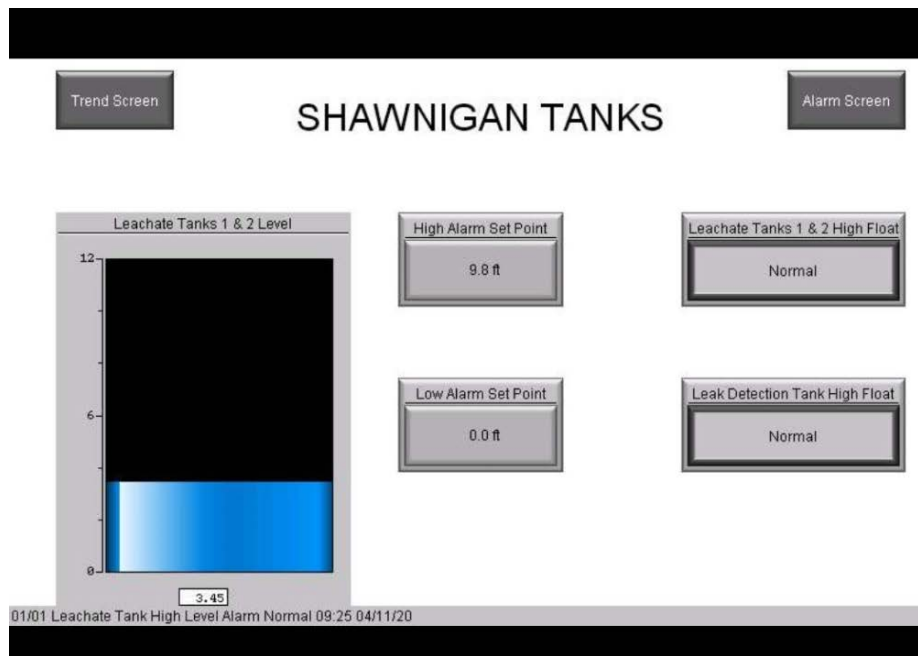 Trend Screen
SHAWNIGAN TANKS
Alarm Screen
Leachate Tanks 1 & 2 Level
12
6
0
3.45
High Alarm Set Point
9.8 ft
Low Alarm Set Point
0.0 ft
Leachate Tanks 1 & 2 High Float
Normal
Leak Detection Tank High Float
Normal
01/01 Leachate Tank High Level Alarm Normal 09:25 04/11/20